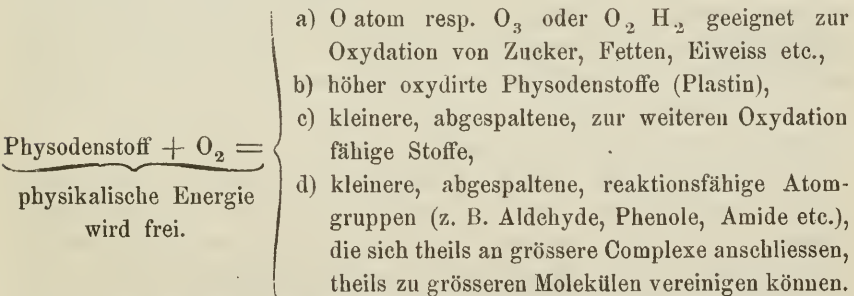 Physodenstoff + O₂ =
physikalische Energie
wird frei.
a) O atom resp. O₃ oder O₂ H₂ geeignet zur
Oxydation von Zucker, Fetten, Eiweiss etc.,
b) höher oxydirte Physodenstoffe (Plastin),
c) kleinere, abgespaltene, zur weiteren Oxydation
fähige Stoffe,
d) kleinere, abgespaltene, reaktionsfähige Atom-
gruppen (z. B. Aldehyde, Phenole, Amide etc.),
die sich theils an grössere Complexe anschliessen,
theils zu grösseren Molekülen vereinigen können.